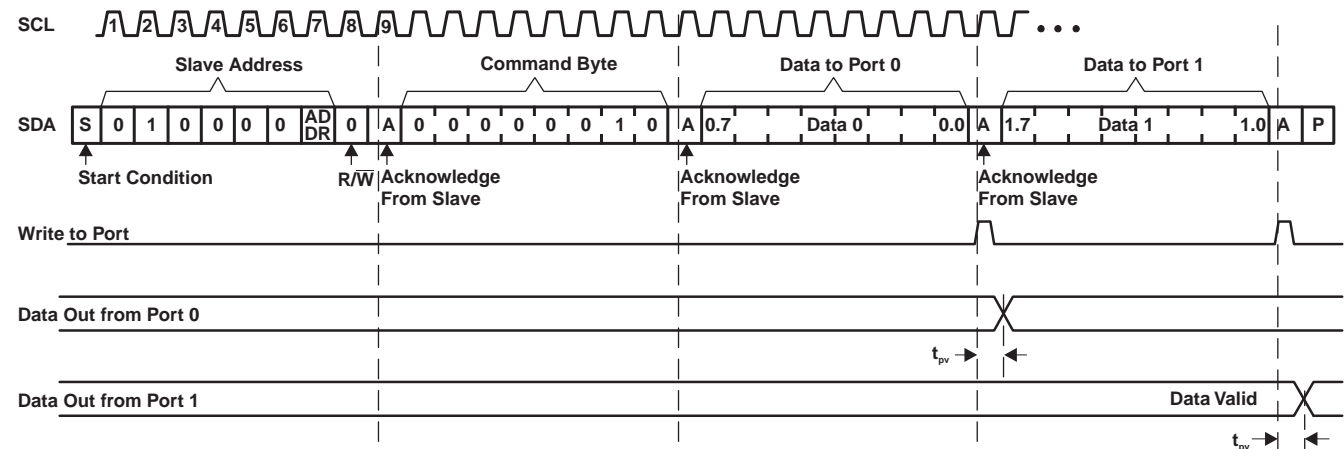 SCL 1 2 3 4 5 6 7 8 9 • • •
Slave Address Command Byte Data to Port 0 Data to Port 1
SDA S 0 1 0 0 0 0 AD DR 0 A 0 0 0 0 0 0 1 0 A 0.7 Data 0 0.0 A 1.7 Data 1 1.0 A P
Start Condition R/W̅ Acknowledge From Slave Acknowledge From Slave Acknowledge From Slave
Write to Port
Data Out from Port 0
tpv
Data Out from Port 1 Data Valid
tpv